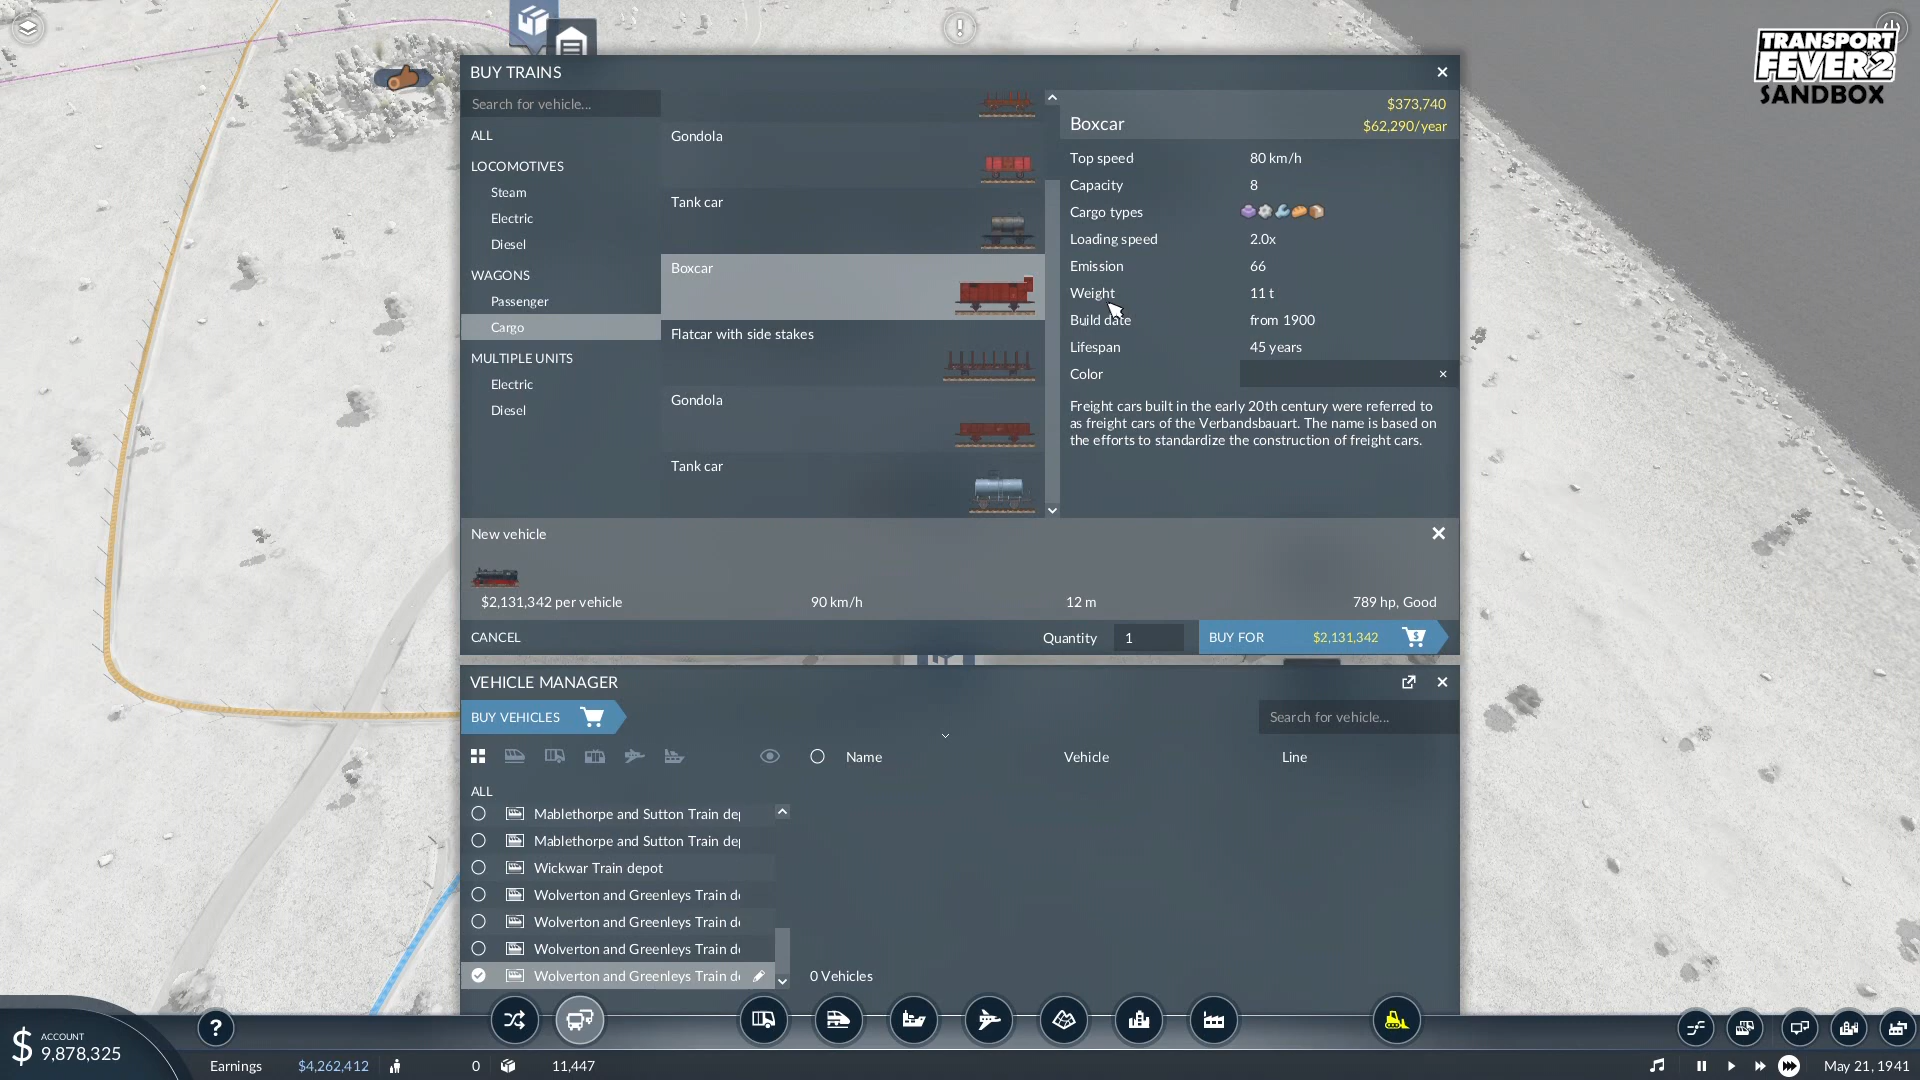 TRANSPORT
FEVER 2
SANDBOX
BUY TRAINS
Search for vehicle...
ALL
LOCOMOTIVES
Steam
Electric
Diesel
WAGONS
Passenger
Cargo
MULTIPLE UNITS
Electric
Diesel
Gondola
Tank car
Boxcar
Flatcar with side stakes
Gondola
Tank car
$373,740
Boxcar
$62,290/year
Top speed 80 km/h
Capacity 8
Cargo types
Loading speed 2.0x
Emission 66
Weight 11 t
Build date from 1900
Lifespan 45 years
Color
Freight cars built in the early 20th century were referred to
as freight cars of the Verbandsbauart. The name is based on
the efforts to standardize the construction of freight cars.
New vehicle
$2,131,342 per vehicle 90 km/h 12 m 789 hp, Good
CANCEL Quantity 1 BUY FOR $2,131,342
VEHICLE MANAGER
BUY VEHICLES Search for vehicle...
Name Vehicle Line
ALL
Mablethorpe and Sutton Train de
Mablethorpe and Sutton Train de
Wickwar Train depot
Wolverton and Greenleys Train d
Wolverton and Greenleys Train d
Wolverton and Greenleys Train d
Wolverton and Greenleys Train d 0 Vehicles
$ ACCOUNT
9,878,325
?
Earnings $4,262,412 0 11,447 May 21, 1941